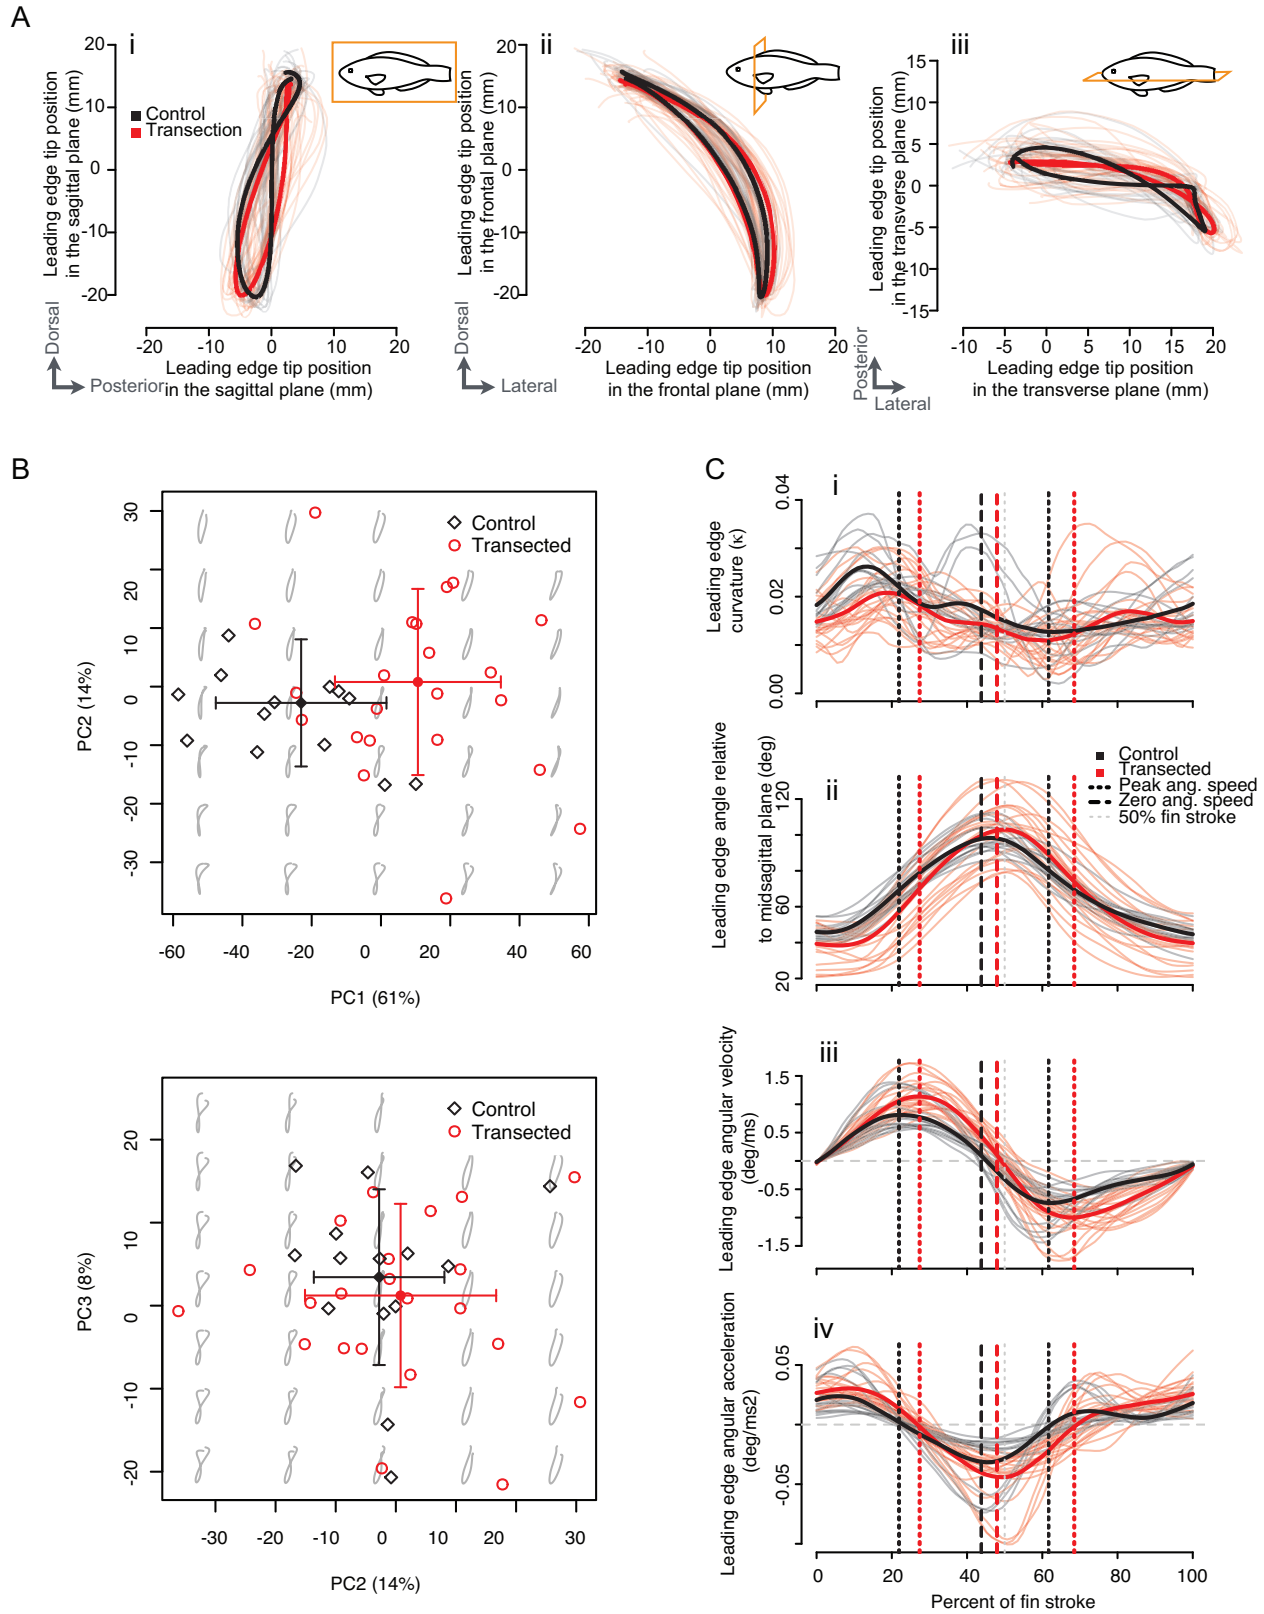 A
i
Leading edge tip position
in the sagittal plane (mm)
20
10
0
-10
-20
Control
Transection
-20
-10
0
10
20
Leading edge tip position
in the sagittal plane (mm)
Dorsal
Posterior
ii
Leading edge tip position
in the frontal plane (mm)
20
10
0
-10
-20
-20
-10
0
10
20
Leading edge tip position
in the frontal plane (mm)
Dorsal
Lateral
iii
Leading edge tip position
in the transverse plane (mm)
15
10
5
0
-5
-10
-15
-10
-5
0
5
10
15
20
Leading edge tip position
in the transverse plane (mm)
Posterior
Lateral
B
PC2 (14%)
30
20
10
0
-10
-20
-30
Control
Transected
-60
-40
-20
0
20
40
60
PC1 (61%)
PC3 (8%)
20
10
0
-10
-20
Control
Transected
-30
-20
-10
0
10
20
30
PC2 (14%)
C
i
Leading edge
curvature (κ)
0.04
0.02
0.00
ii
Leading edge angle relative
to midsagittal plane (deg)
120
60
20
Control
Transected
Peak ang. speed
Zero ang. speed
50% fin stroke
iii
Leading edge angular velocity
(deg/ms)
1.5
0.5
-0.5
-1.5
iv
Leading edge angular acceleration
(deg/ms2)
0.05
-0.05
0
20
40
60
80
100
Percent of fin stroke